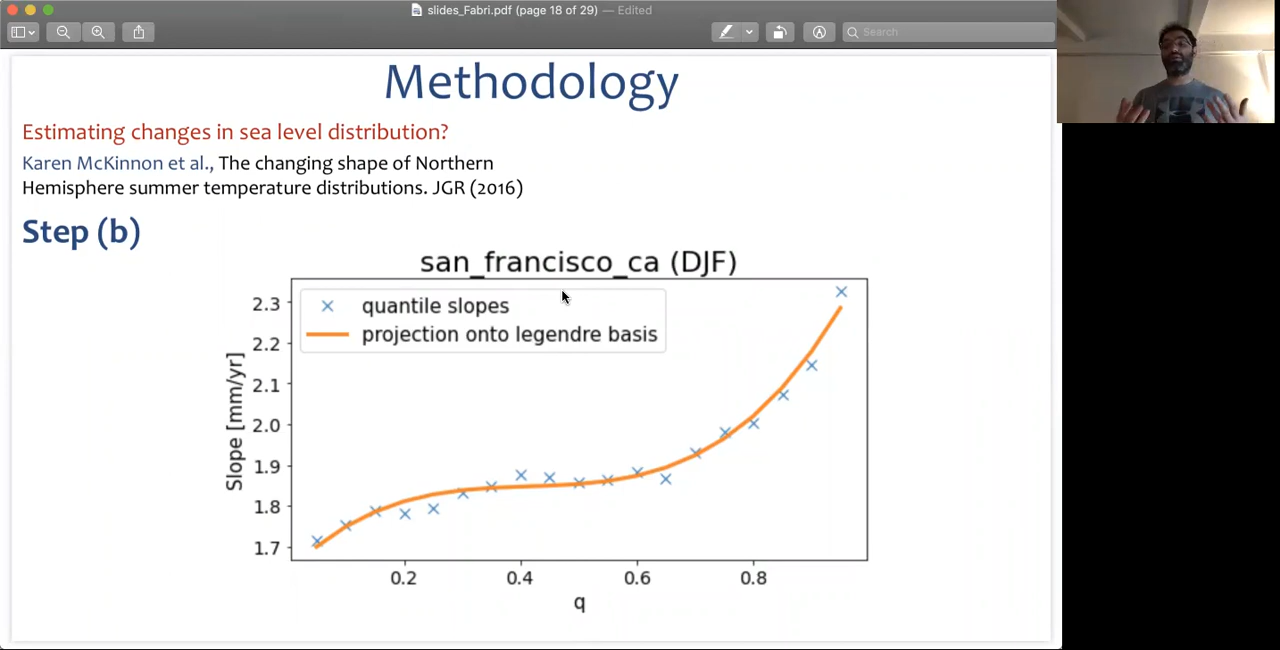 slides_Fabri.pdf (page 18 of 29) — Edited
Search
Methodology
Estimating changes in sea level distribution?
Karen McKinnon et al., The changing shape of Northern
Hemisphere summer temperature distributions. JGR (2016)
Step (b)
san_francisco_ca (DJF)
quantile slopes
projection onto legendre basis
Slope [mm/yr]
2.3
2.2
2.1
2.0
1.9
1.8
1.7
0.2 0.4 0.6 0.8
q